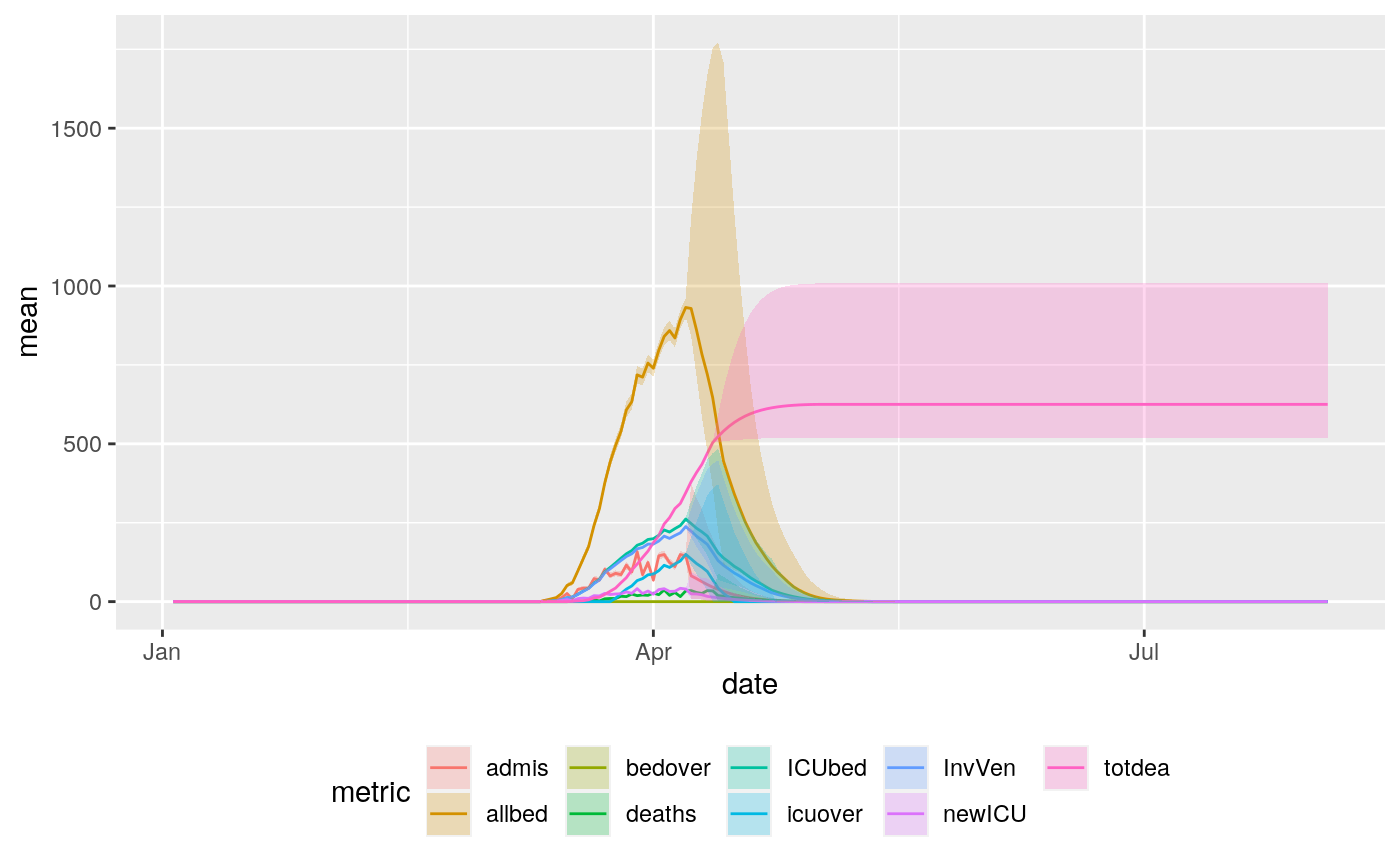 1500
1000
500
0
mean
Jan Apr Jul
date
metric
admis bedover ICUbed InvVen totdea
allbed deaths icuover newICU